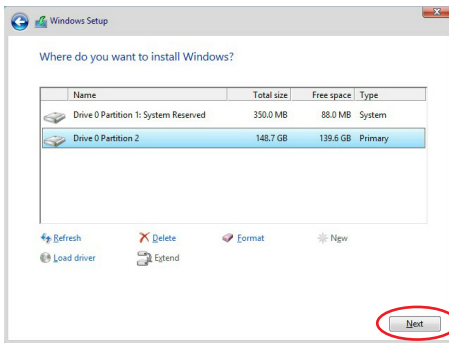 Windows Setup
Where do you want to install Windows?
Name Total size Free space Type
Drive 0 Partition 1: System Reserved 350.0 MB 88.0 MB System
Drive 0 Partition 2 148.7 GB 139.6 GB Primary
Refresh Delete Format New
Load driver Extend
Next